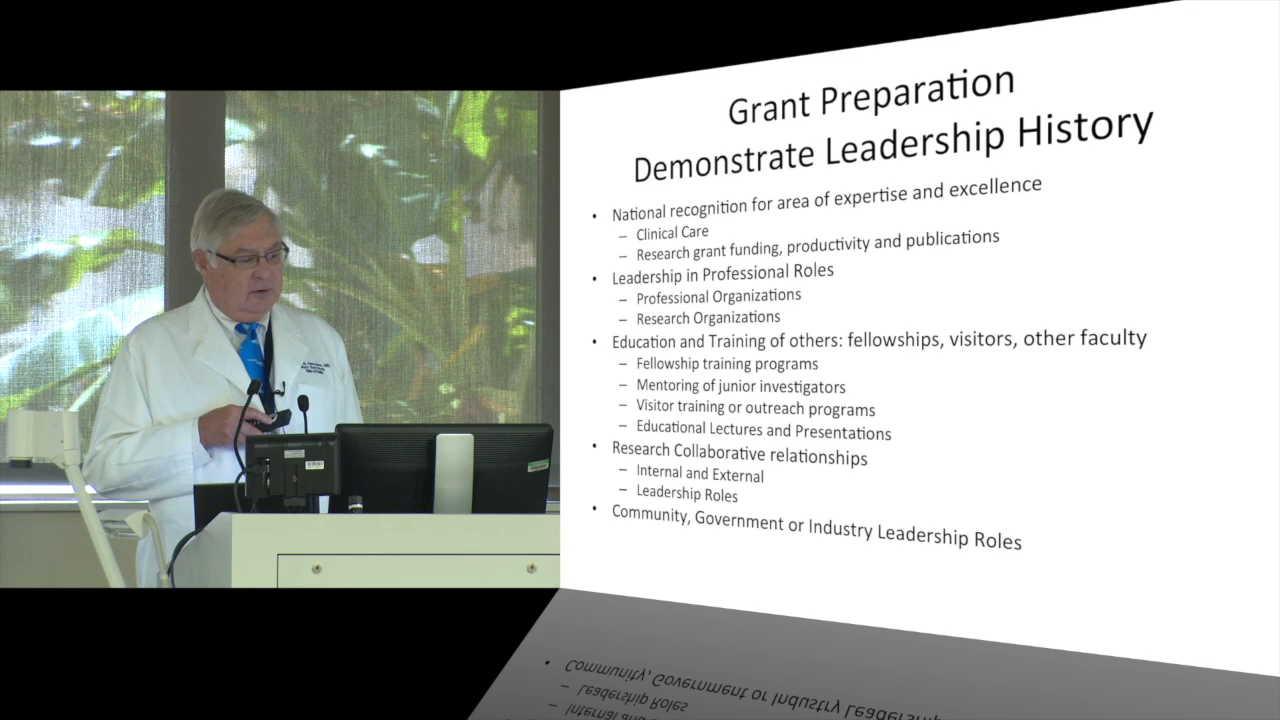 Grant Preparation
Demonstrate Leadership History
• National recognition for area of expertise and excellence
– Clinical Care
– Research grant funding, productivity and publications
• Leadership in Professional Roles
– Professional Organizations
– Research Organizations
• Education and Training of others: fellowships, visitors, other faculty
– Fellowship training programs
– Mentoring of junior investigators
– Visitor training or outreach programs
– Educational Lectures and Presentations
• Research Collaborative relationships
– Internal and External
– Leadership Roles
• Community, Government or Industry Leadership Roles